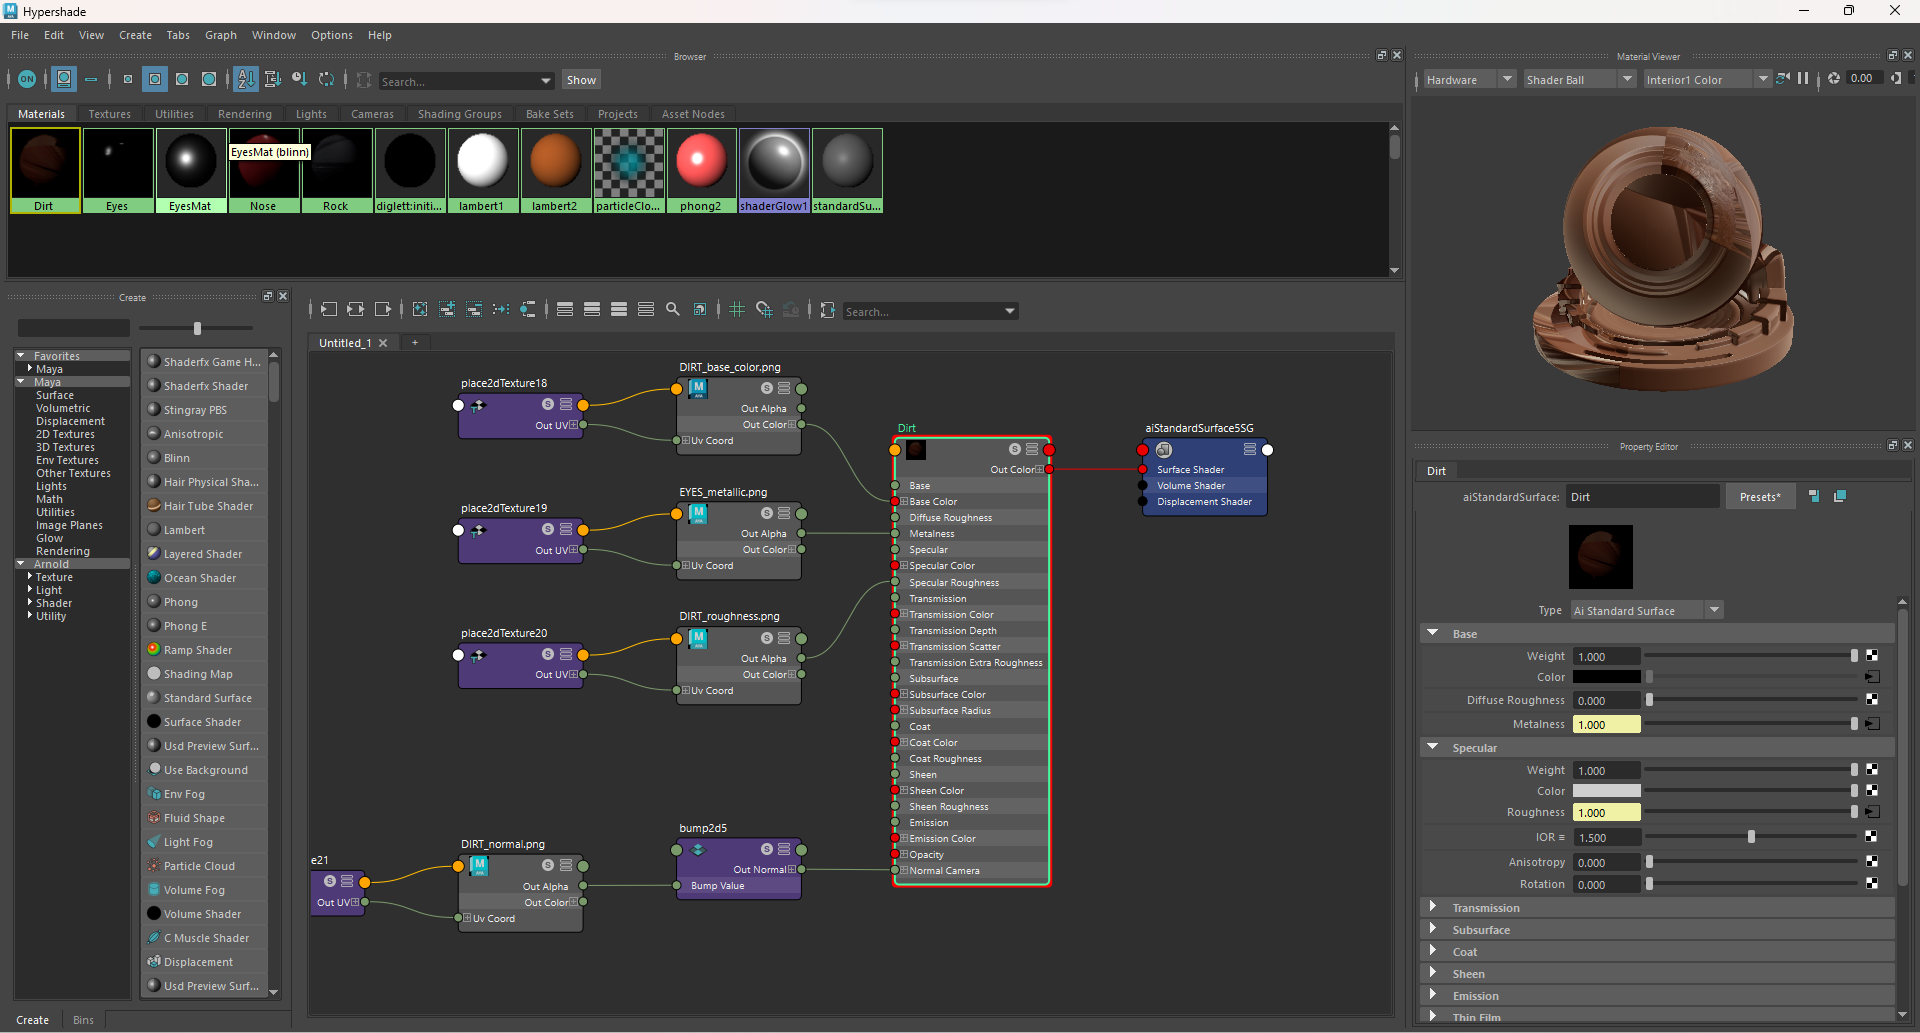 Hypershade
File Edit View Create Tabs Graph Window Options Help
Browser
ON
Search...
Show
Materials Textures Utilities Rendering Lights Cameras Shading Groups Bake Sets Projects Asset Nodes
EyesMat (blinn)
Dirt Eyes EyesMat Nose Rock diglett:initi... lambert1 lambert2 particleClo... phong2 shaderGlow1 standardSu...
Create
Favorites
Maya
Maya
Surface
Volumetric
Displacement
2D Textures
3D Textures
Env Textures
Other Textures
Lights
Math
Utilities
Image Planes
Glow
Rendering
Arnold
Texture
Light
Shader
Utility
Shaderfx Game H...
Shaderfx Shader
Stingray PBS
Anisotropic
Blinn
Hair Physical Sha...
Hair Tube Shader
Lambert
Layered Shader
Ocean Shader
Phong
Phong E
Ramp Shader
Shading Map
Standard Surface
Surface Shader
Usd Preview Surf...
Use Background
Env Fog
Fluid Shape
Light Fog
Particle Cloud
Volume Fog
Volume Shader
C Muscle Shader
Displacement
Usd Preview Surf...
Create Bins
Search...
Untitled_1
place2dTexture18
Out UV
DIRT_base_color.png
Out Alpha
Out Color
Uv Coord
place2dTexture19
Out UV
EYES_metallic.png
Out Alpha
Out Color
Uv Coord
place2dTexture20
Out UV
DIRT_roughness.png
Out Alpha
Out Color
Uv Coord
e21
Out UV
DIRT_normal.png
Out Alpha
Out Color
Uv Coord
bump2d5
Out Normal
Bump Value
Dirt
Out Color
Base
Base Color
Diffuse Roughness
Metalness
Specular
Specular Color
Specular Roughness
Transmission
Transmission Color
Transmission Depth
Transmission Scatter
Transmission Extra Roughness
Subsurface
Subsurface Color
Subsurface Radius
Coat
Coat Color
Coat Roughness
Sheen
Sheen Color
Sheen Roughness
Emission
Emission Color
Opacity
Normal Camera
aiStandardSurface5SG
Surface Shader
Volume Shader
Displacement Shader
Material Viewer
Hardware Shader Ball Interior1 Color 0.00
Property Editor
Dirt
aiStandardSurface: Dirt Presets*
Type Ai Standard Surface
Base
Weight 1.000
Color
Diffuse Roughness 0.000
Metalness 1.000
Specular
Weight 1.000
Color
Roughness 1.000
IOR 1.500
Anisotropy 0.000
Rotation 0.000
Transmission
Subsurface
Coat
Sheen
Emission
Thin Film